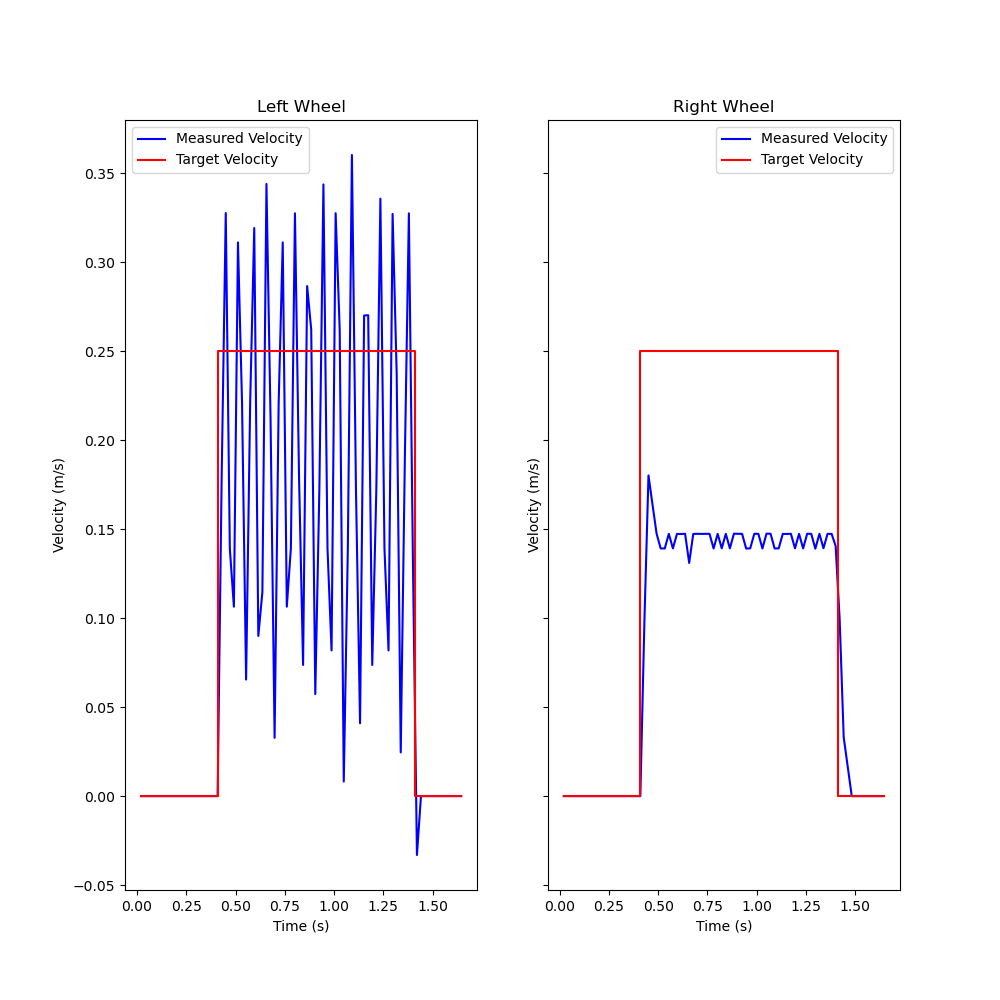 Left Wheel
Measured Velocity
Target Velocity
Velocity (m/s)
0.35
0.30
0.25
0.20
0.15
0.10
0.05
0.00
−0.05
0.00 0.25 0.50 0.75 1.00 1.25 1.50
Time (s)
Right Wheel
Measured Velocity
Target Velocity
Velocity (m/s)
0.00 0.25 0.50 0.75 1.00 1.25 1.50
Time (s)